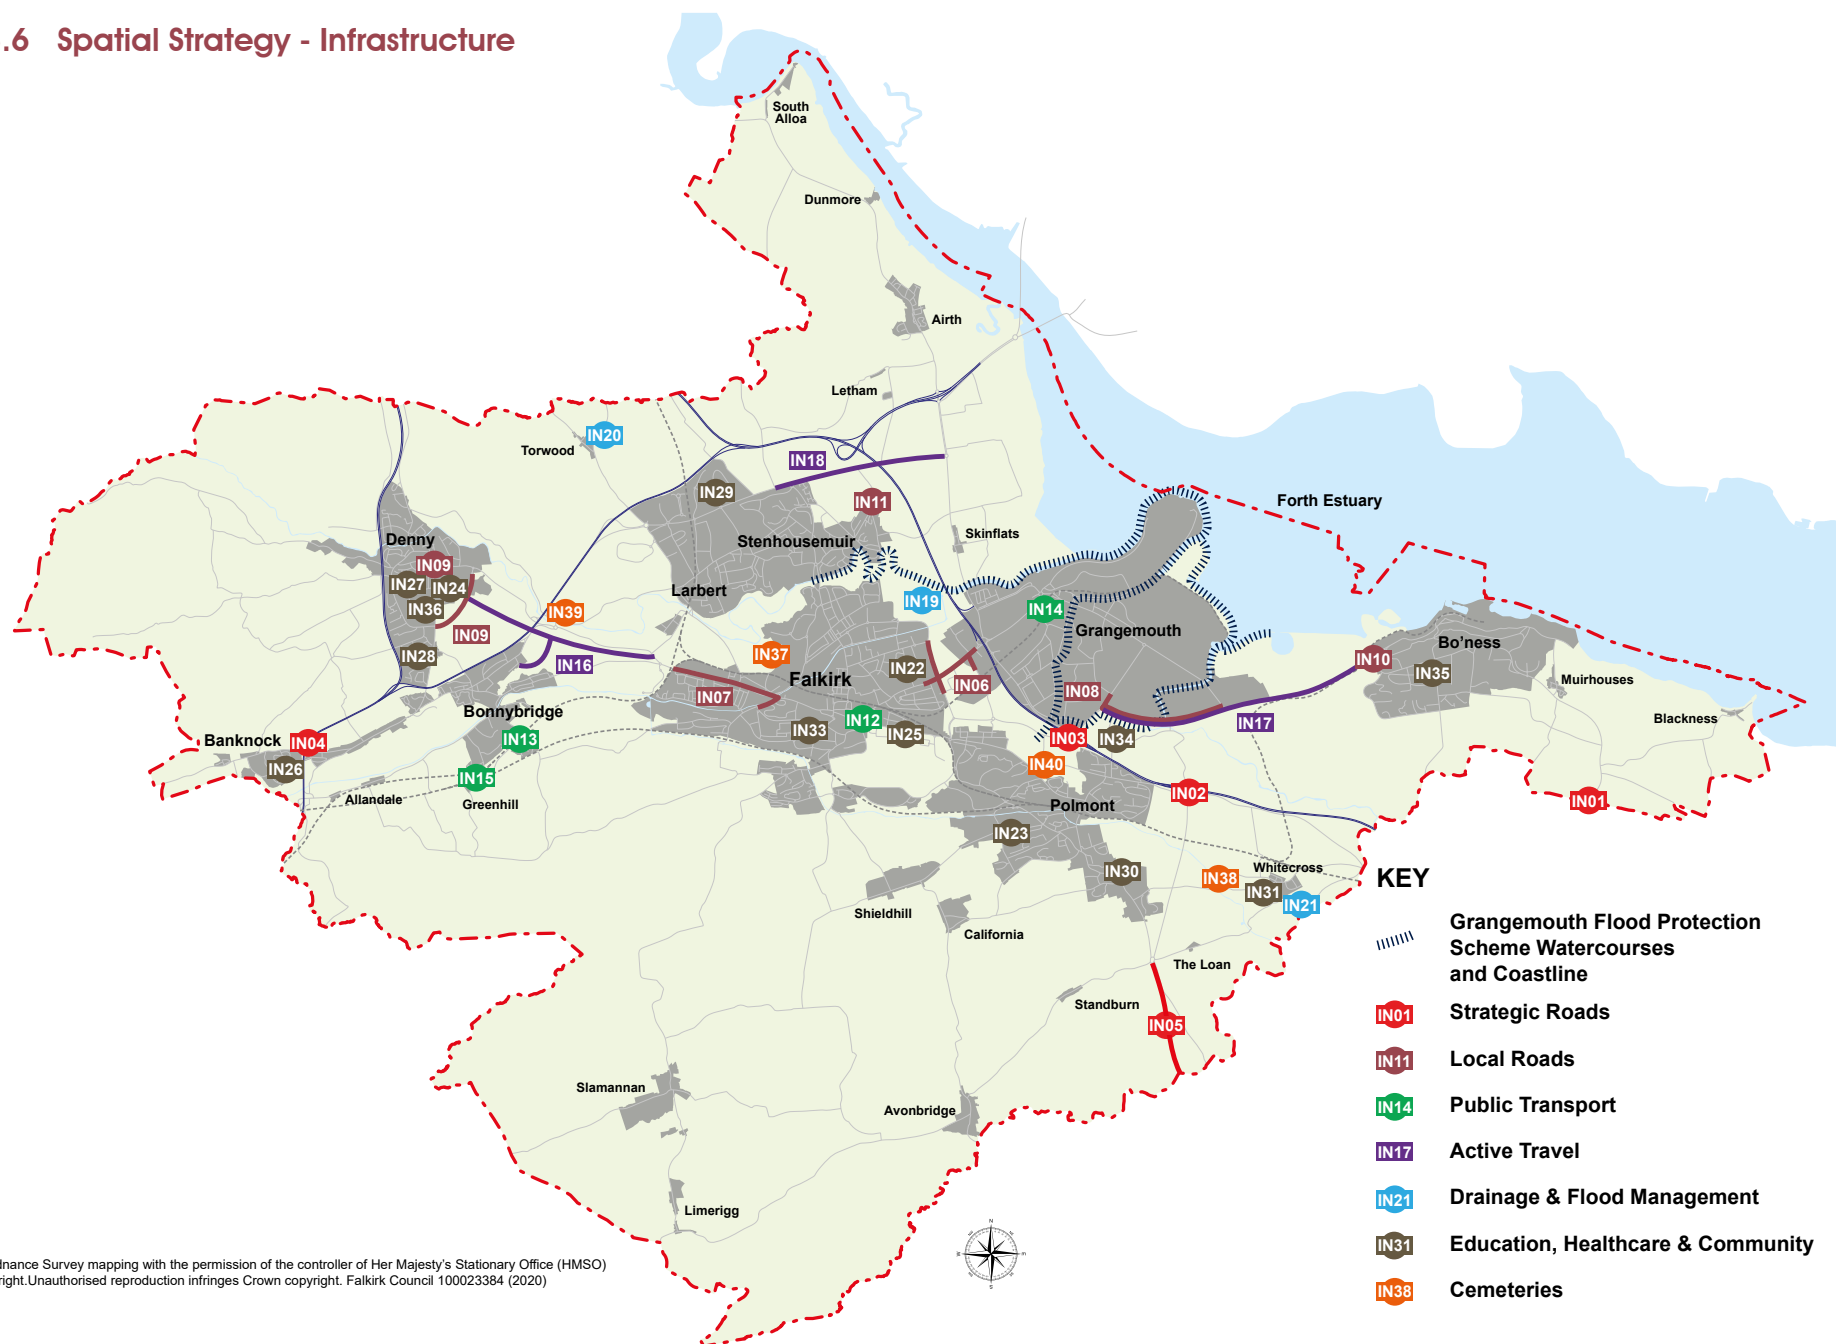 .6 Spatial Strategy - Infrastructure
South
Alloa
Dunmore
Airth
Letham
Torwood
IN20
IN18
IN29
IN11
Forth Estuary
Skinflats
Stenhousemuir
Denny
IN09
IN27
IN24
IN36
IN09
IN28
IN39
Larbert
IN19
IN14
Grangemouth
Bo'ness
IN10
IN35
Muirhouses
Blackness
IN16
IN37
Falkirk
IN22
IN06
IN07
IN08
IN17
Bonnybridge
IN12
IN33
IN25
IN03
IN34
Banknock
IN04
IN13
IN26
IN15
Allandale
Greenhill
IN40
IN02
IN01
Polmont
IN23
IN30
IN38
Whitecross
IN31
IN21
Shieldhill
California
The Loan
Standburn
IN05
Slamannan
Avonbridge
Limerigg
N
E
S
W
KEY
Grangemouth Flood Protection
Scheme Watercourses
and Coastline
IN01 Strategic Roads
IN11 Local Roads
IN14 Public Transport
IN17 Active Travel
IN21 Drainage & Flood Management
IN31 Education, Healthcare & Community
IN38 Cemeteries
dnance Survey mapping with the permission of the controller of Her Majesty's Stationary Office (HMSO)
right.Unauthorised reproduction infringes Crown copyright. Falkirk Council 100023384 (2020)